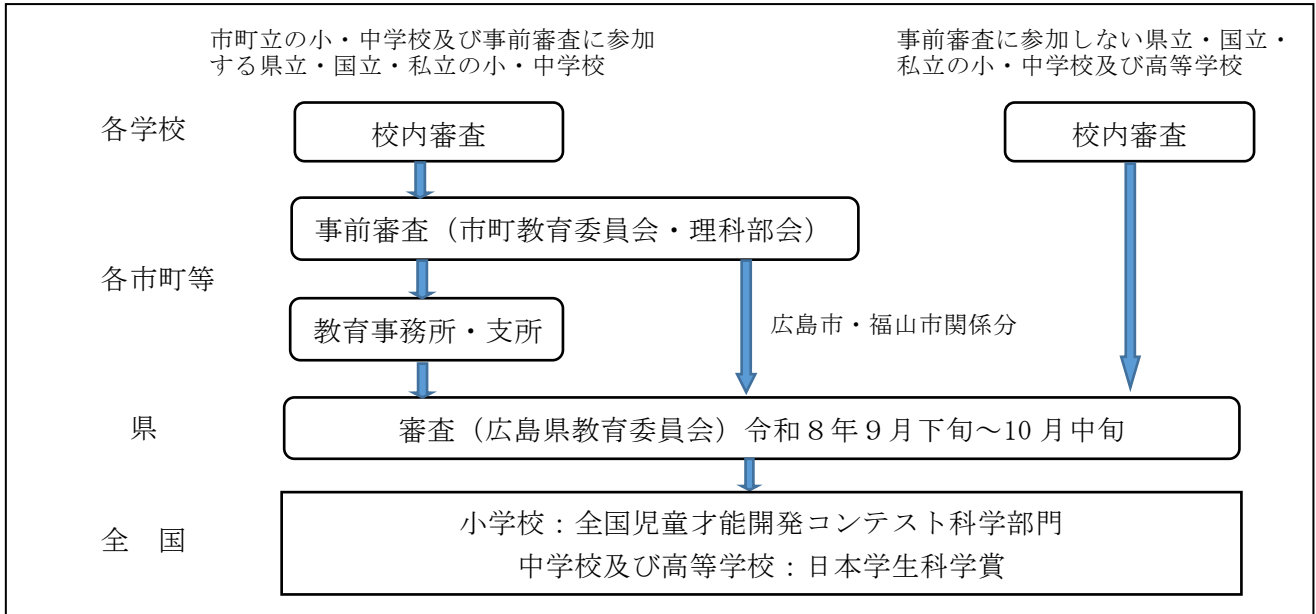 市町立の小・中学校及び事前審査に参加
する県立・国立・私立の小・中学校
事前審査に参加しない県立・国立・
私立の小・中学校及び高等学校
各学校
校内審査
校内審査
事前審査（市町教育委員会・理科部会）
各市町等
教育事務所・支所
広島市・福山市関係分
県
審査（広島県教育委員会）令和８年９月下旬～10月中旬
全　国
小学校：全国児童才能開発コンテスト科学部門
中学校及び高等学校：日本学生科学賞